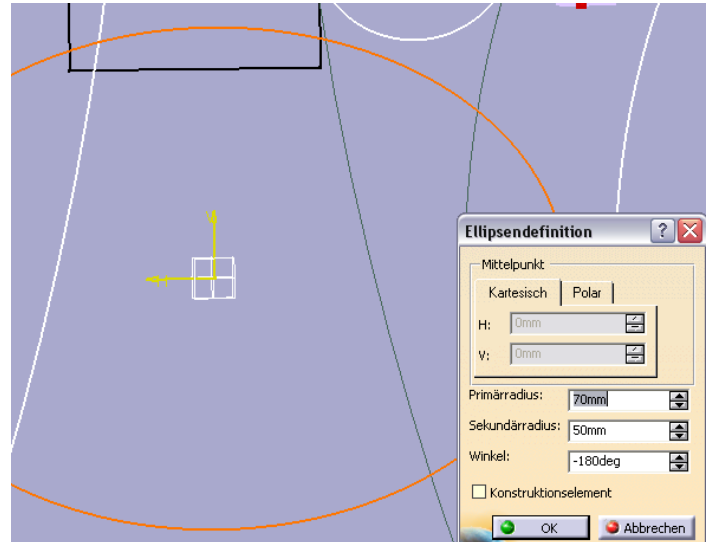 V
H
Ellipsendefinition
Mittelpunkt
Kartesisch Polar
H: 0mm
V: 0mm
Primärradius: 70mm
Sekundärradius: 50mm
Winkel: -180deg
Konstruktionselement
OK Abbrechen